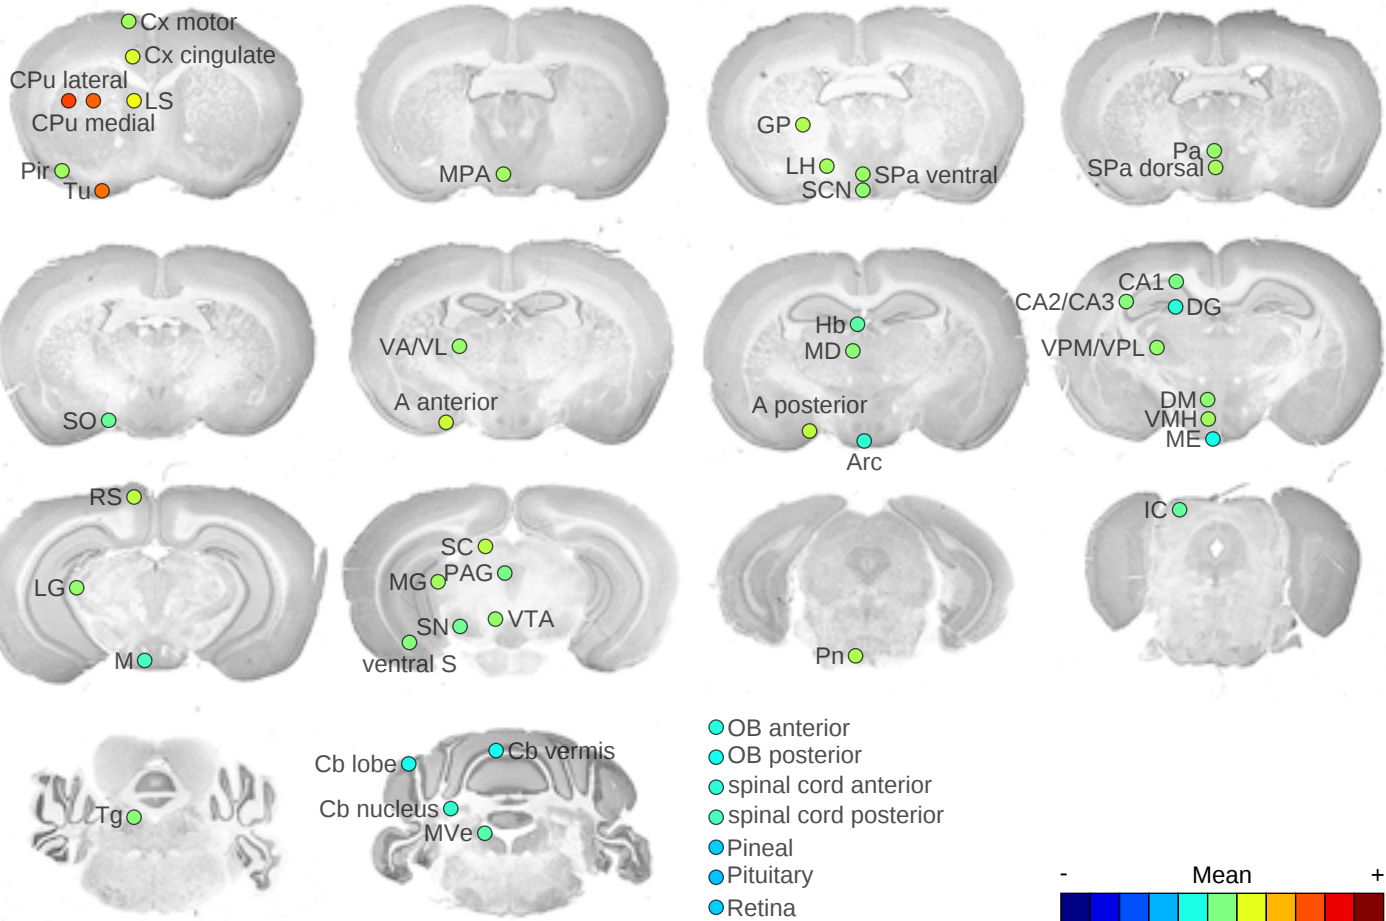 Cx motor
Cx cingulate
CPu lateral
LS
CPu medial
Pir
Tu
MPA
GP
LH
SPa ventral
SCN
Pa
SPa dorsal
SO
VA/VL
A anterior
Hb
MD
A posterior
Arc
CA1
CA2/CA3
DG
VPM/VPL
DM
VMH
ME
RS
LG
M
SC
MG
PAG
SN
VTA
ventral S
Pn
IC
Tg
Cb lobe
Cb vermis
Cb nucleus
MVe
OB anterior
OB posterior
spinal cord anterior
spinal cord posterior
Pineal
Pituitary
Retina
- Mean +